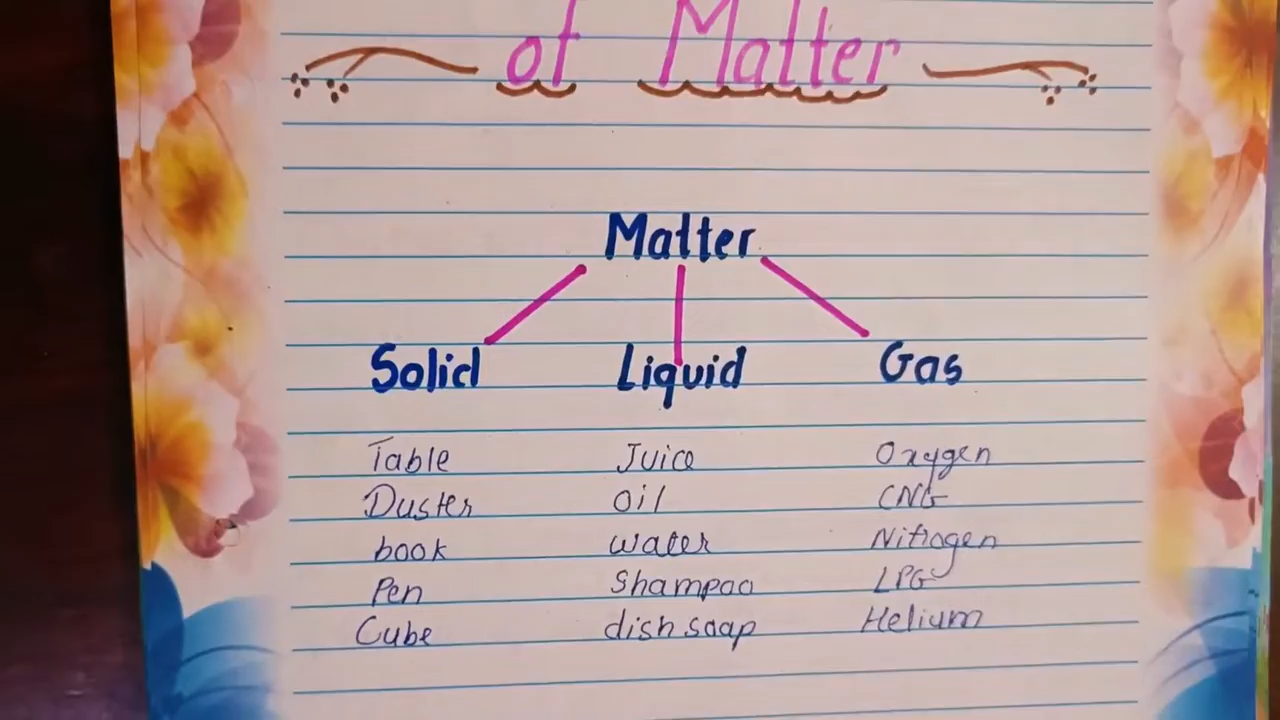 of Matter
Matter
Solid Liquid Gas
Table Juice Oxygen
Duster Oil CNG
book water Nitrogen
Pen Shampoo LPG
Cube dish soap Helium